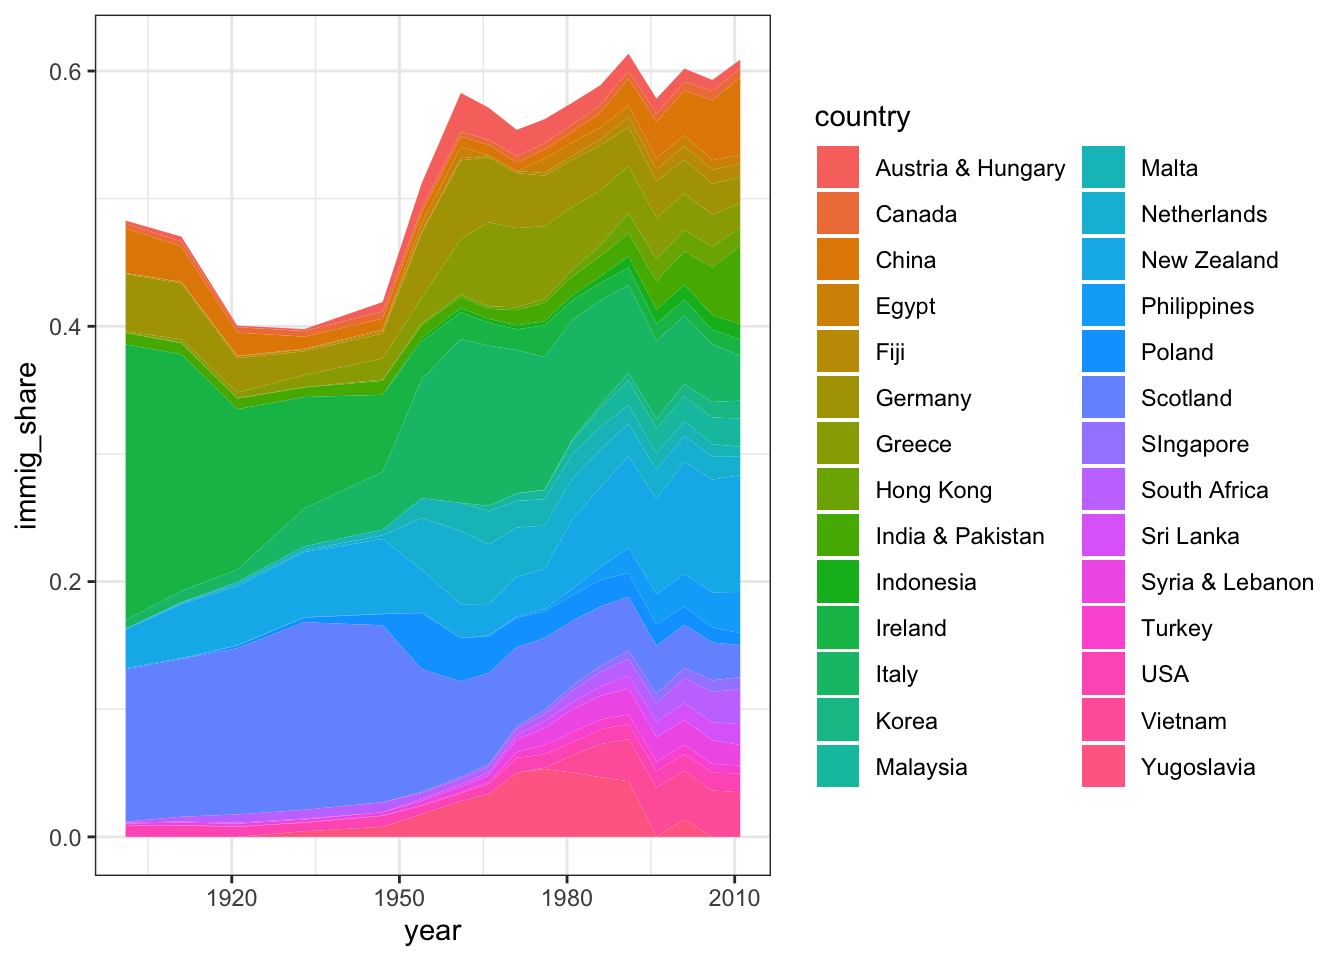 country
Austria & Hungary
Canada
China
Egypt
Fiji
Germany
Greece
Hong Kong
India & Pakistan
Indonesia
Ireland
Italy
Korea
Malaysia
Malta
Netherlands
New Zealand
Philippines
Poland
Scotland
SIngapore
South Africa
Sri Lanka
Syria & Lebanon
Turkey
USA
Vietnam
Yugoslavia
immig_share
0.6
0.4
0.2
0.0
1920
1950
1980
2010
year